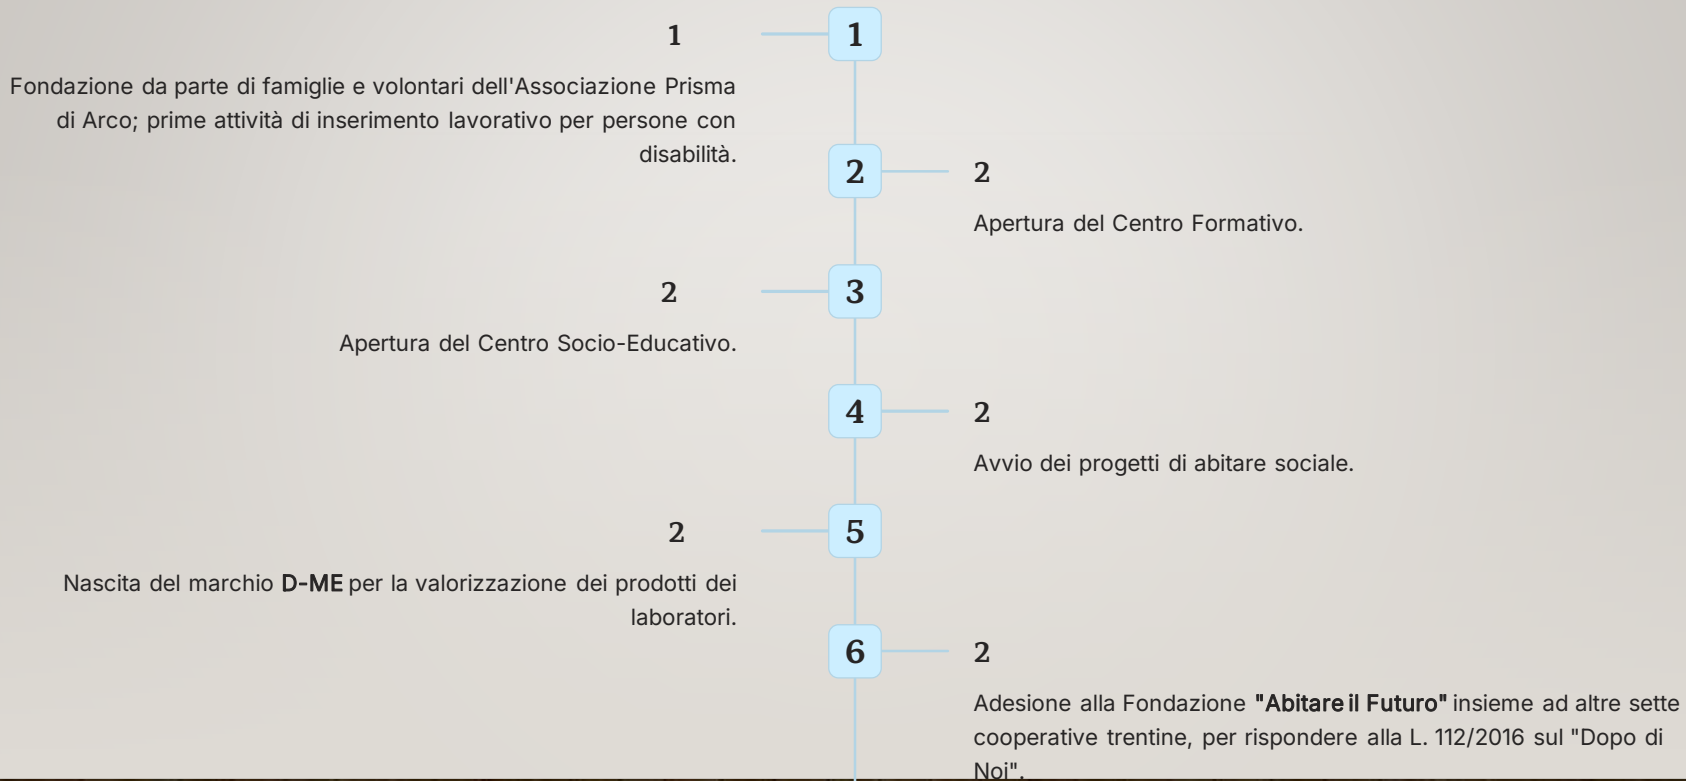 1
1
Fondazione da parte di famiglie e volontari dell'Associazione Prisma
di Arco; prime attività di inserimento lavorativo per persone con
disabilità.
2
2
Apertura del Centro Formativo.
2
3
Apertura del Centro Socio-Educativo.
4
2
Avvio dei progetti di abitare sociale.
2
5
Nascita del marchio D-ME per la valorizzazione dei prodotti dei
laboratori.
6
2
Adesione alla Fondazione "Abitare il Futuro" insieme ad altre sette
cooperative trentine, per rispondere alla L. 112/2016 sul "Dopo di
Noi".